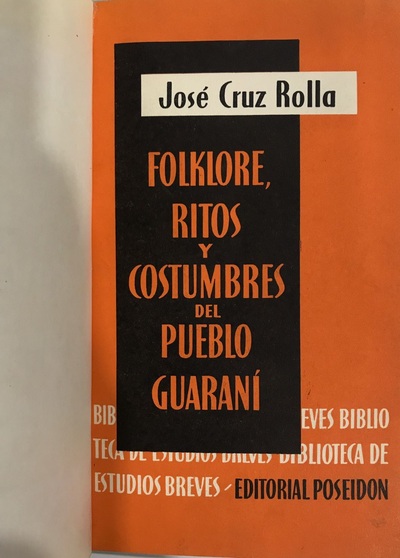 José Cruz Rolla
FOLKLORE,
RITOS
Y
COSTUMBRES
DEL
PUEBLO
GUARANÍ
BIB EVES BIBLIO
TECA DE ESTUDIOS BREVES BIBLIOTECA DE
ESTUDIOS BREVES - EDITORIAL POSEIDON